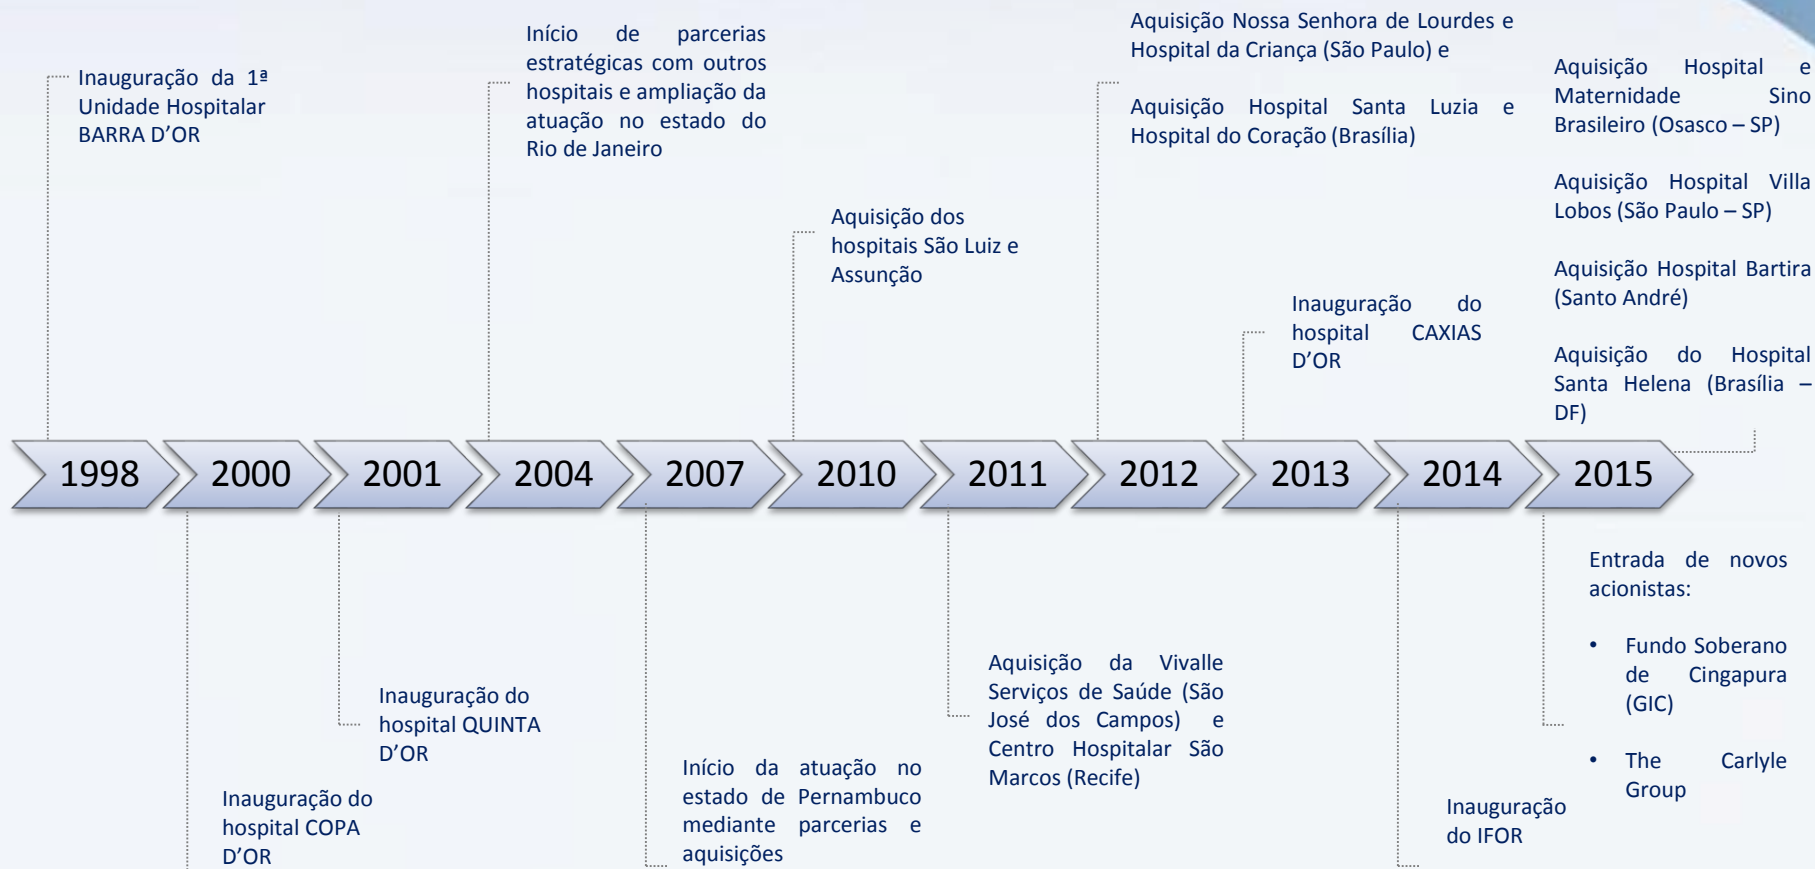 Inauguração da 1ª
Unidade Hospitalar
BARRA D’OR
Início de parcerias
estratégicas com outros
hospitais e ampliação da
atuação no estado do
Rio de Janeiro
Aquisição dos
hospitais São Luiz e
Assunção
Aquisição Nossa Senhora de Lourdes e
Hospital da Criança (São Paulo) e
Aquisição Hospital Santa Luzia e
Hospital do Coração (Brasília)
Inauguração do
hospital CAXIAS
D’OR
Aquisição Hospital e
Maternidade Sino
Brasileiro (Osasco – SP)
Aquisição Hospital Villa
Lobos (São Paulo – SP)
Aquisição Hospital Bartira
(Santo André)
Aquisição do Hospital
Santa Helena (Brasília –
DF)
1998
2000
2001
2004
2007
2010
2011
2012
2013
2014
2015
Inauguração do
hospital COPA
D’OR
Inauguração do
hospital QUINTA
D’OR
Início da atuação no
estado de Pernambuco
mediante parcerias e
aquisições
Aquisição da Vivalle
Serviços de Saúde (São
José dos Campos) e
Centro Hospitalar São
Marcos (Recife)
Inauguração
do IFOR
Entrada de novos
acionistas:
• Fundo Soberano
de Cingapura
(GIC)
• The Carlyle
Group